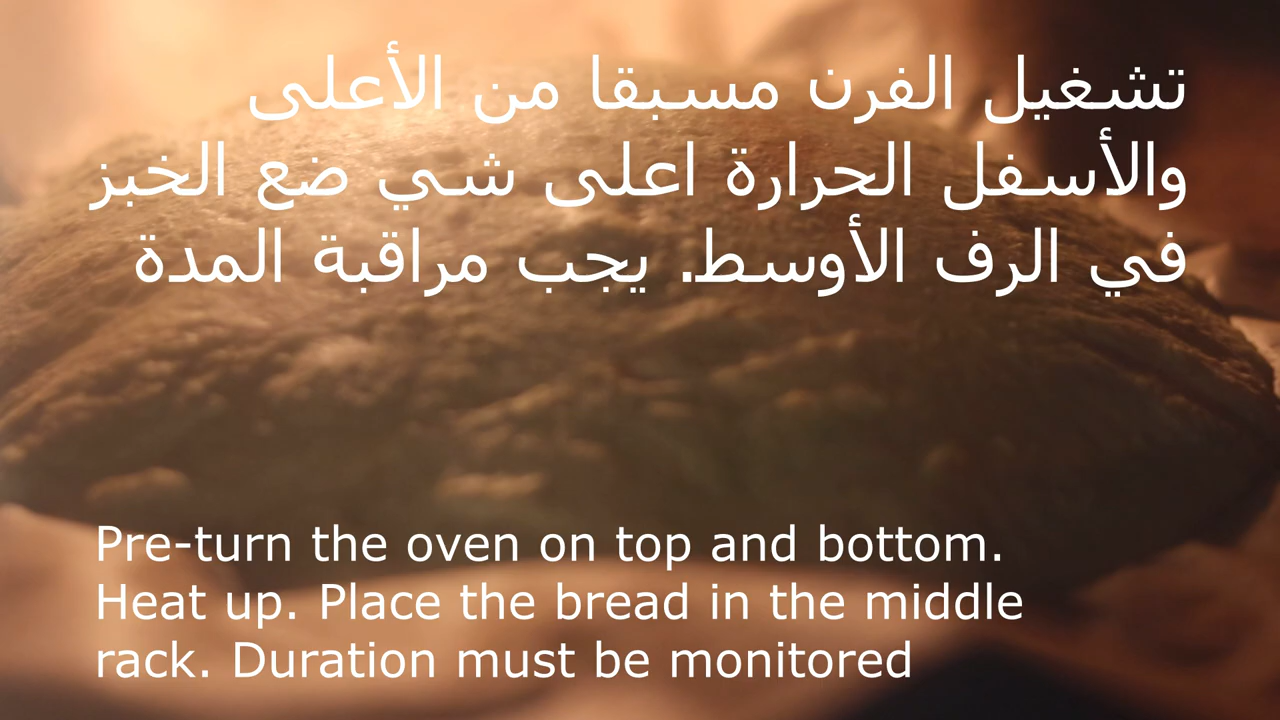 تشغيل الفرن مسبقا من الأعلى
والأسفل الحرارة اعلى شي ضع الخبز
في الرف الأوسط. يجب مراقبة المدة
Pre-turn the oven on top and bottom.
Heat up. Place the bread in the middle
rack. Duration must be monitored